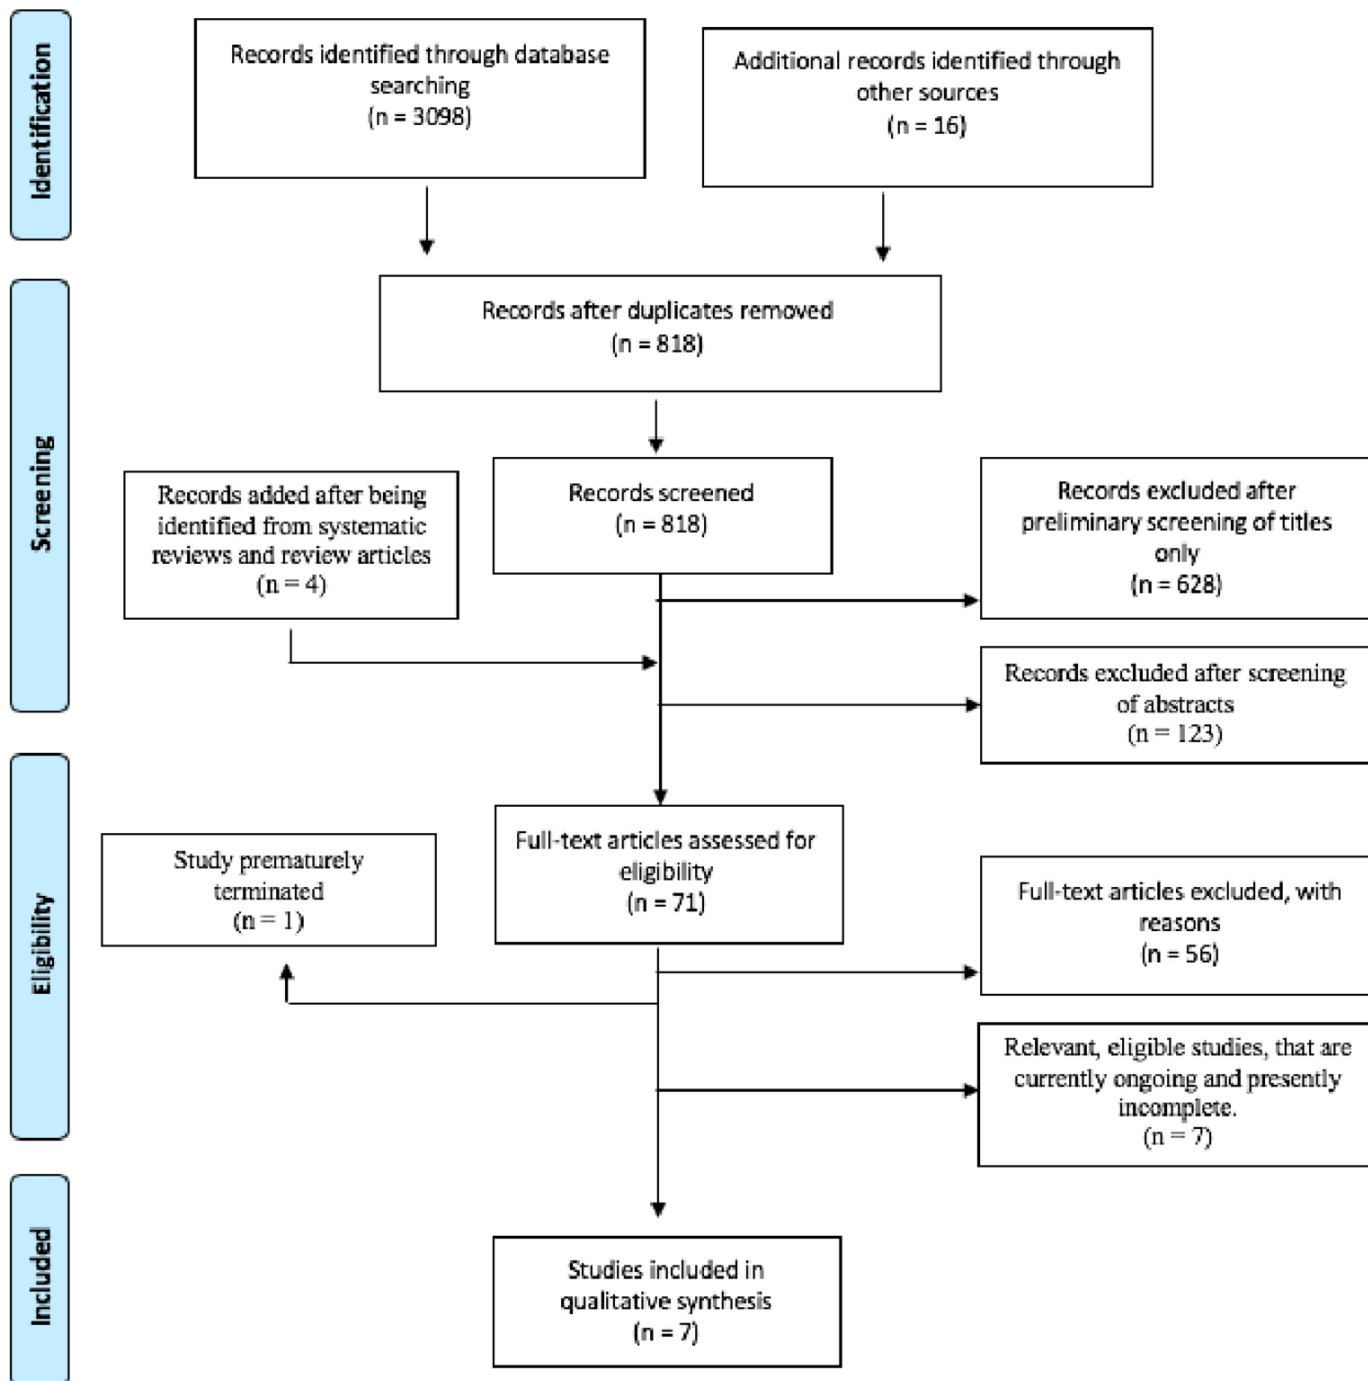 Identification
Records identified through database
searching
(n = 3098)
Additional records identified through
other sources
(n = 16)
Screening
Records after duplicates removed
(n = 818)
Records added after being
identified from systematic
reviews and review articles
(n = 4)
Records screened
(n = 818)
Records excluded after
preliminary screening of titles
only
(n = 628)
Records excluded after screening
of abstracts
(n = 123)
Eligibility
Study prematurely
terminated
(n = 1)
Full-text articles assessed for
eligibility
(n = 71)
Full-text articles excluded, with
reasons
(n = 56)
Relevant, eligible studies, that are
currently ongoing and presently
incomplete.
(n = 7)
Included
Studies included in
qualitative synthesis
(n = 7)